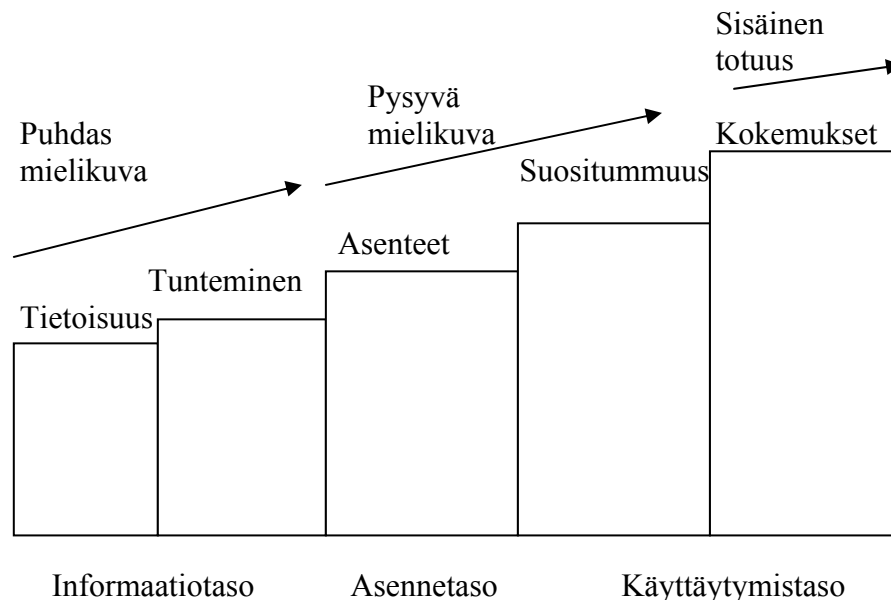 Sisäinen
totuus
Pysyvä
mielikuva
Puhdas
mielikuva
Kokemukset
Suositummuus
Asenteet
Tunteminen
Tietoisuus
Informaatiotaso
Asennetaso
Käyttäytymistaso